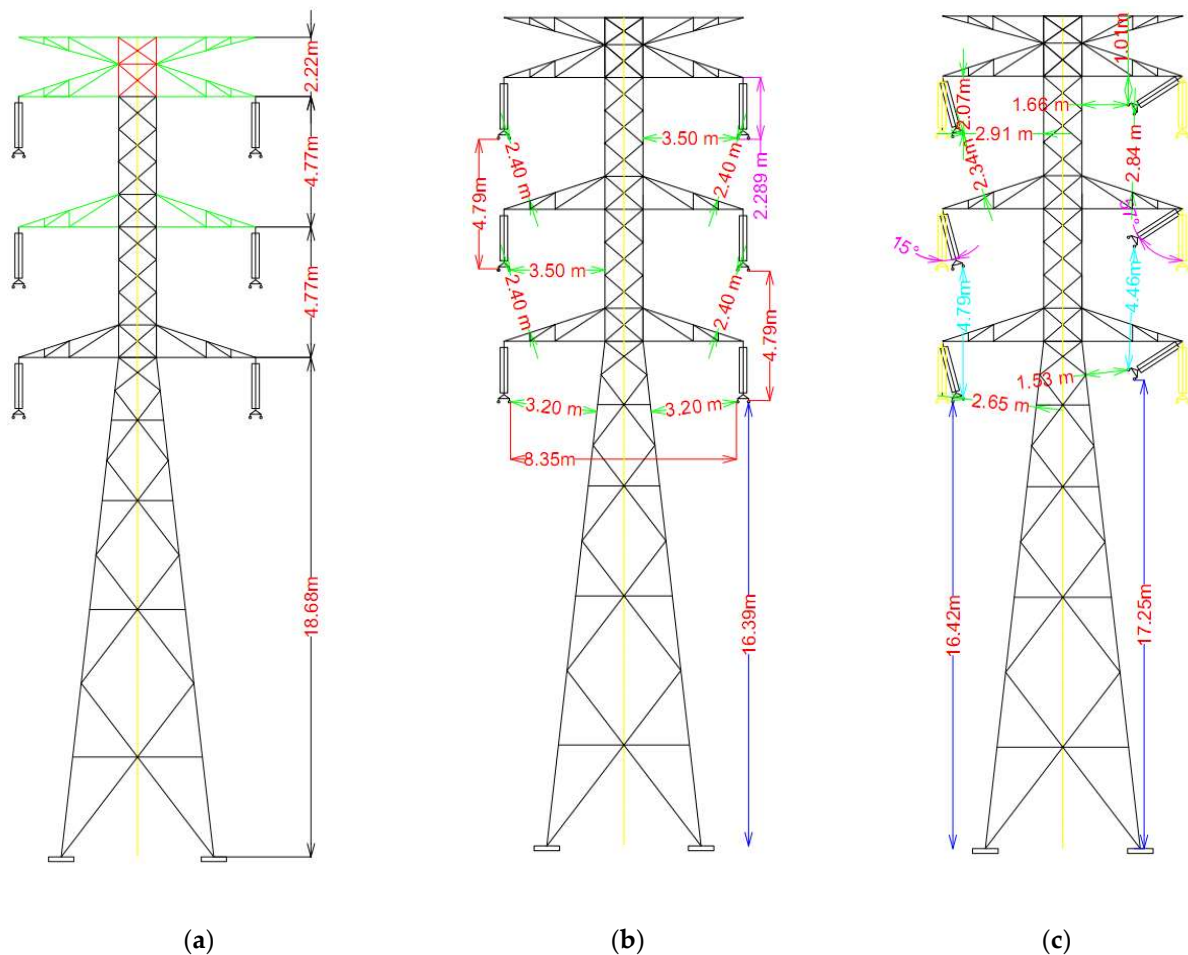 2.22m
4.77m
4.77m
18.68m
(a)
3.50 m
2.289 m
2.40 m
2.40 m
4.79m
3.50 m
2.40 m
2.40 m
4.79m
3.20 m
3.20 m
8.35m
16.39m
(b)
1.01m
2.07m
1.66 m
2.91 m
2.84 m
2.34m
15°
4.79m
4.46m
1.53 m
2.65 m
16.42m
17.25m
(c)